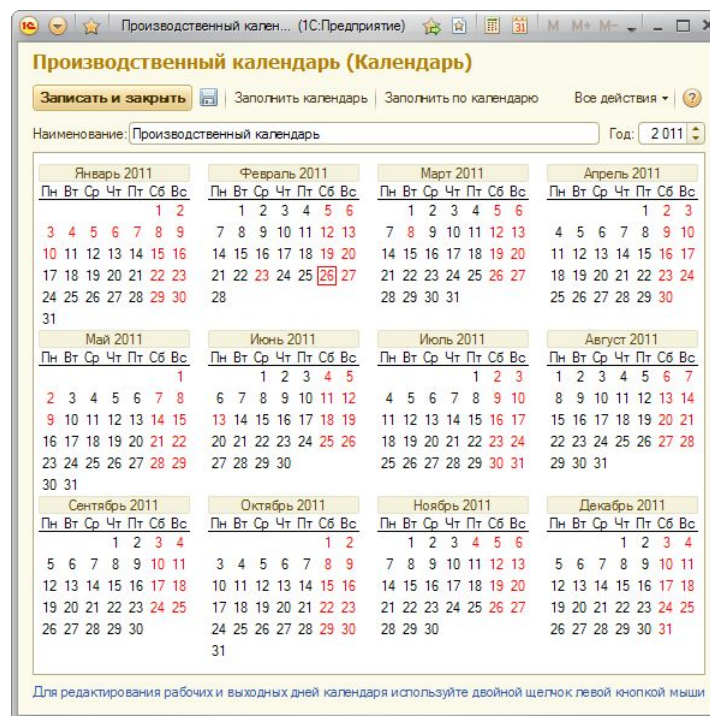 1С Производственный кален... (1С:Предприятие) 31 M M+ M-
Производственный календарь (Календарь)
Записать и закрыть Заполнить календарь Заполнить по календарю Все действия ?
Наименование: Производственный календарь Год: 2 011
Январь 2011 Февраль 2011 Март 2011 Апрель 2011
Пн Вт Ср Чт Пт Сб Вс Пн Вт Ср Чт Пт Сб Вс Пн Вт Ср Чт Пт Сб Вс Пн Вт Ср Чт Пт Сб Вс
1 2 1 2 3 4 5 6 1 2 3 4 5 6 1 2 3
3 4 5 6 7 8 9 7 8 9 10 11 12 13 7 8 9 10 11 12 13 4 5 6 7 8 9 10
10 11 12 13 14 15 16 14 15 16 17 18 19 20 14 15 16 17 18 19 20 11 12 13 14 15 16 17
17 18 19 20 21 22 23 21 22 23 24 25 26 27 21 22 23 24 25 26 27 18 19 20 21 22 23 24
24 25 26 27 28 29 30 28 28 29 30 31 25 26 27 28 29 30
31
Май 2011 Июнь 2011 Июль 2011 Август 2011
Пн Вт Ср Чт Пт Сб Вс Пн Вт Ср Чт Пт Сб Вс Пн Вт Ср Чт Пт Сб Вс Пн Вт Ср Чт Пт Сб Вс
1 1 2 3 4 5 1 2 3 1 2 3 4 5 6 7
2 3 4 5 6 7 8 6 7 8 9 10 11 12 4 5 6 7 8 9 10 8 9 10 11 12 13 14
9 10 11 12 13 14 15 13 14 15 16 17 18 19 11 12 13 14 15 16 17 15 16 17 18 19 20 21
16 17 18 19 20 21 22 20 21 22 23 24 25 26 18 19 20 21 22 23 24 22 23 24 25 26 27 28
23 24 25 26 27 28 29 27 28 29 30 25 26 27 28 29 30 31 29 30 31
30 31
Сентябрь 2011 Октябрь 2011 Ноябрь 2011 Декабрь 2011
Пн Вт Ср Чт Пт Сб Вс Пн Вт Ср Чт Пт Сб Вс Пн Вт Ср Чт Пт Сб Вс Пн Вт Ср Чт Пт Сб Вс
1 2 3 4 1 2 1 2 3 4 5 6 1 2 3 4
5 6 7 8 9 10 11 3 4 5 6 7 8 9 7 8 9 10 11 12 13 5 6 7 8 9 10 11
12 13 14 15 16 17 18 10 11 12 13 14 15 16 14 15 16 17 18 19 20 12 13 14 15 16 17 18
19 20 21 22 23 24 25 17 18 19 20 21 22 23 21 22 23 24 25 26 27 19 20 21 22 23 24 25
26 27 28 29 30 24 25 26 27 28 29 30 28 29 30 26 27 28 29 30 31
31
Для редактирования рабочих и выходных дней календаря используйте двойной щелчок левой кнопкой мыши